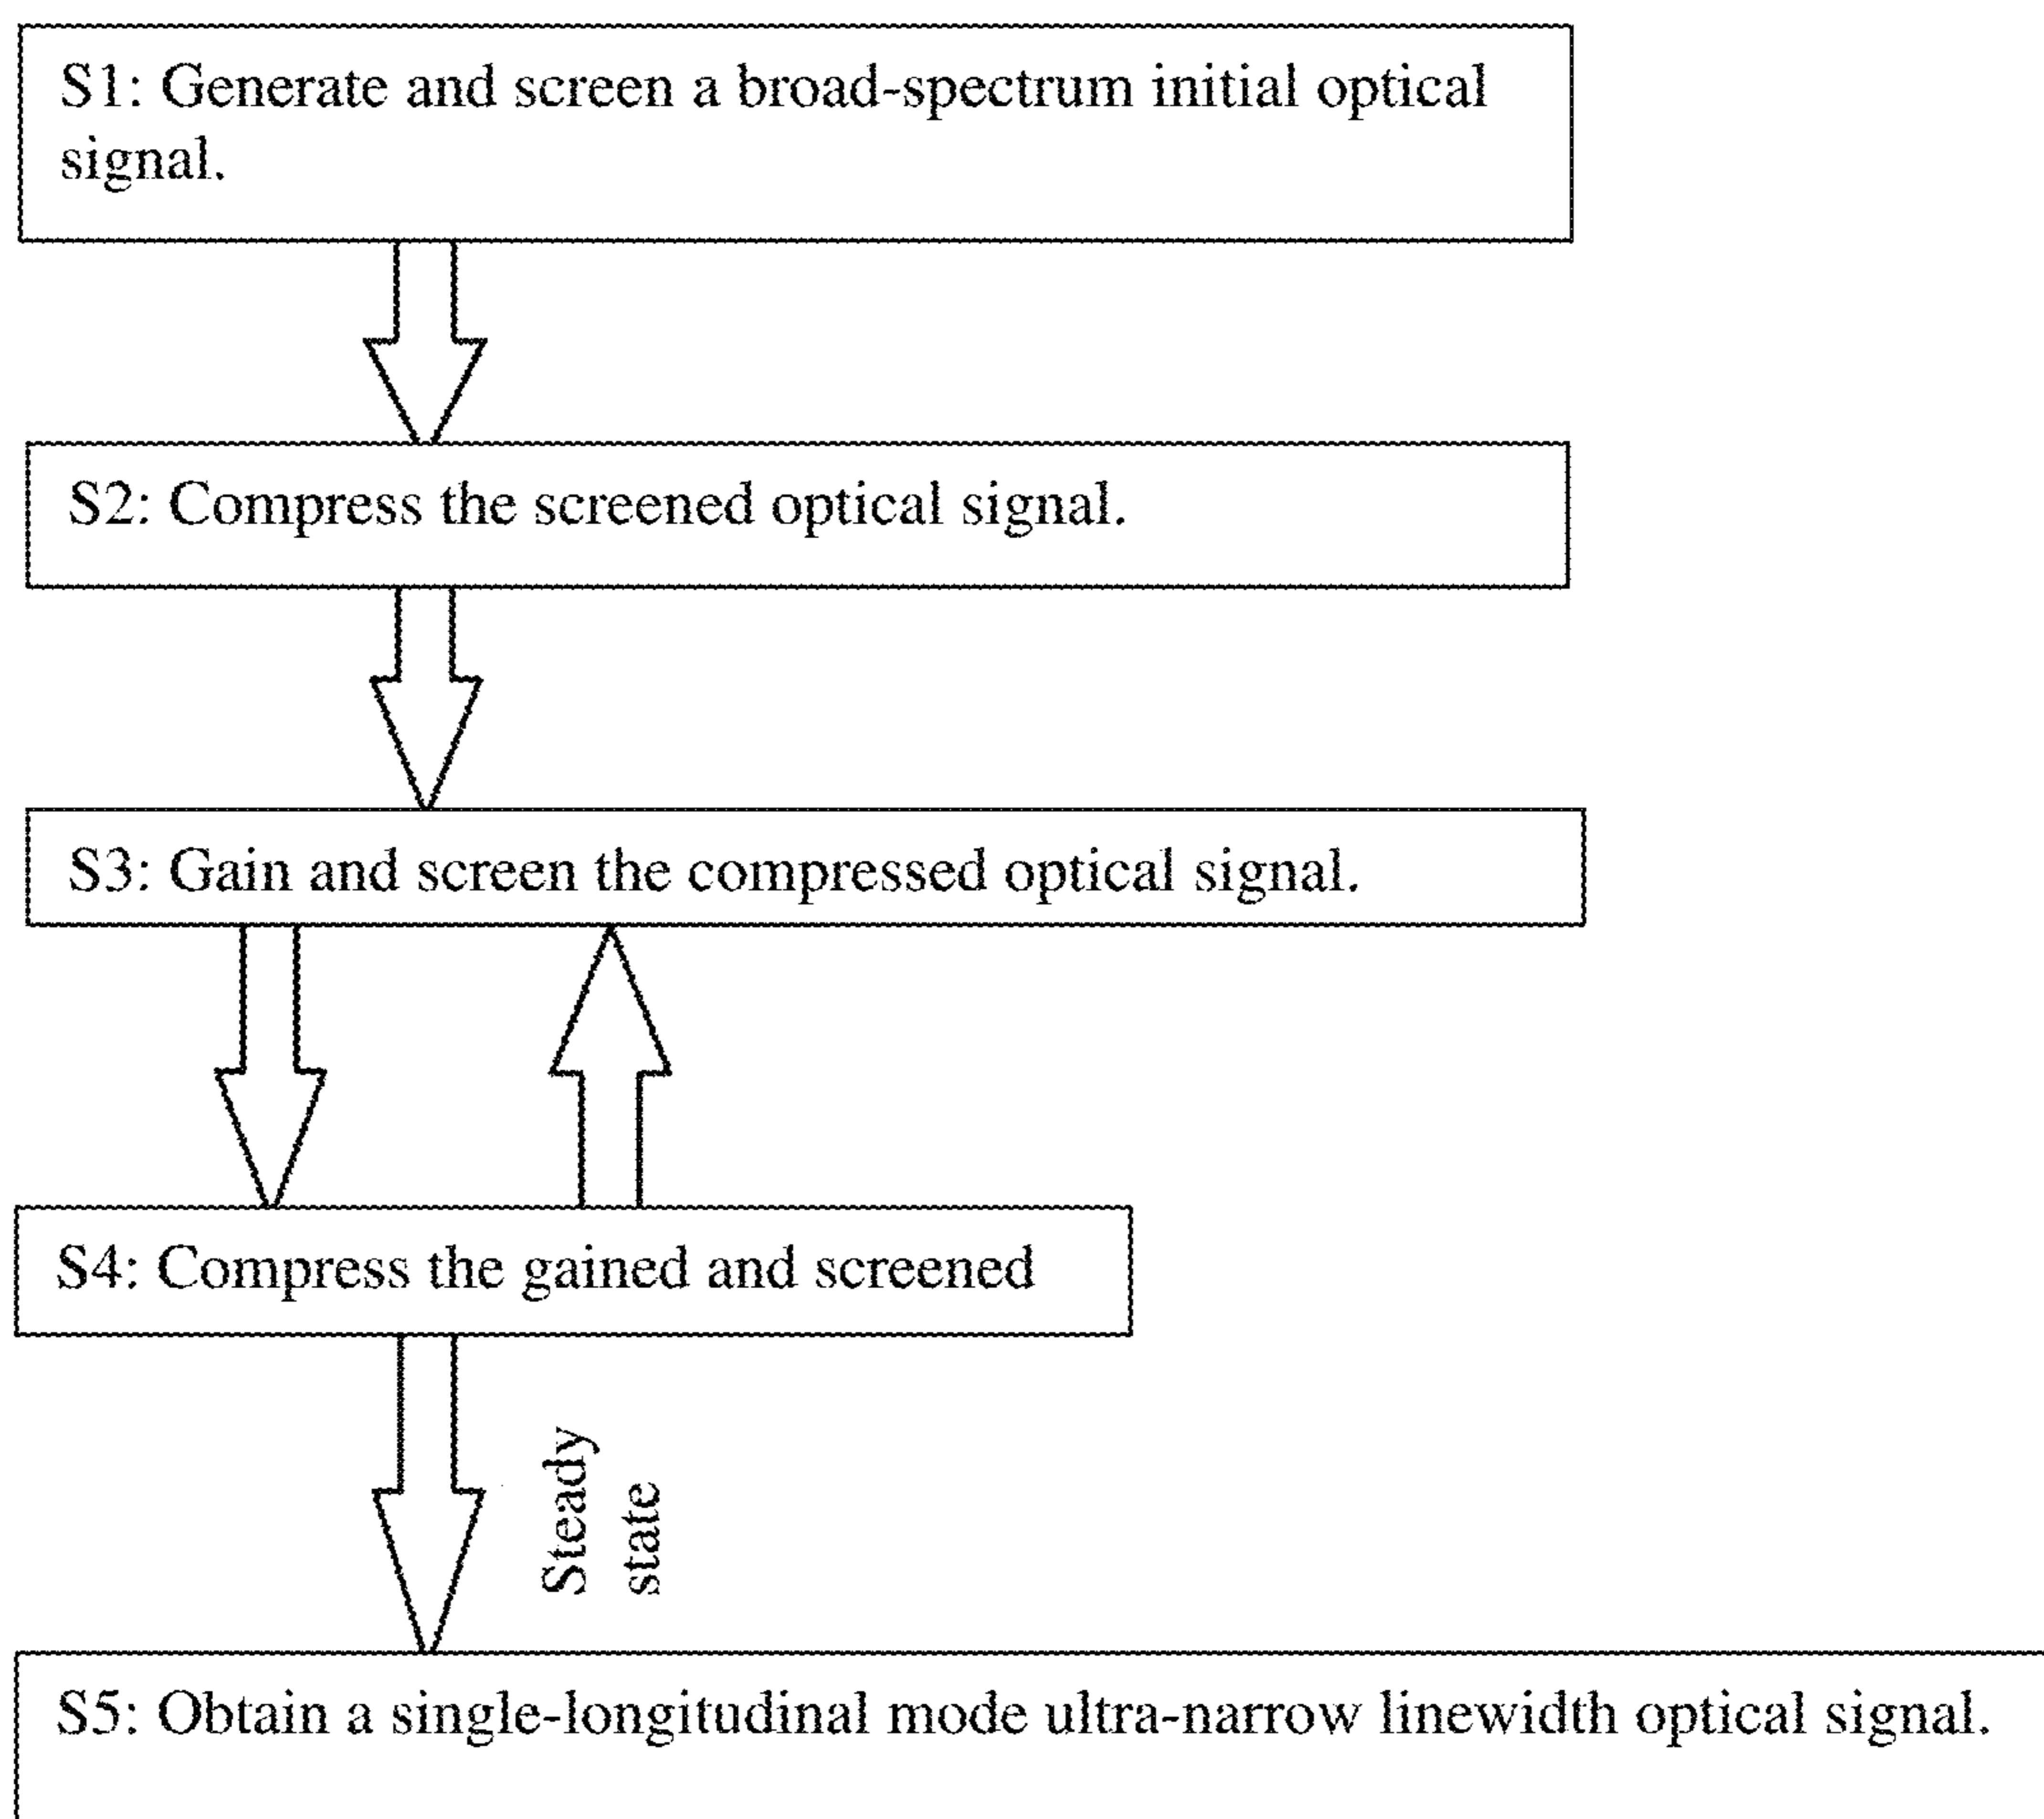 S1: Generate and screen a broad-spectrum initial optical
signal.
S2: Compress the screened optical signal.
S3: Gain and screen the compressed optical signal.
S4: Compress the gained and screened
Steady
state
S5: Obtain a single-longitudinal mode ultra-narrow linewidth optical signal.